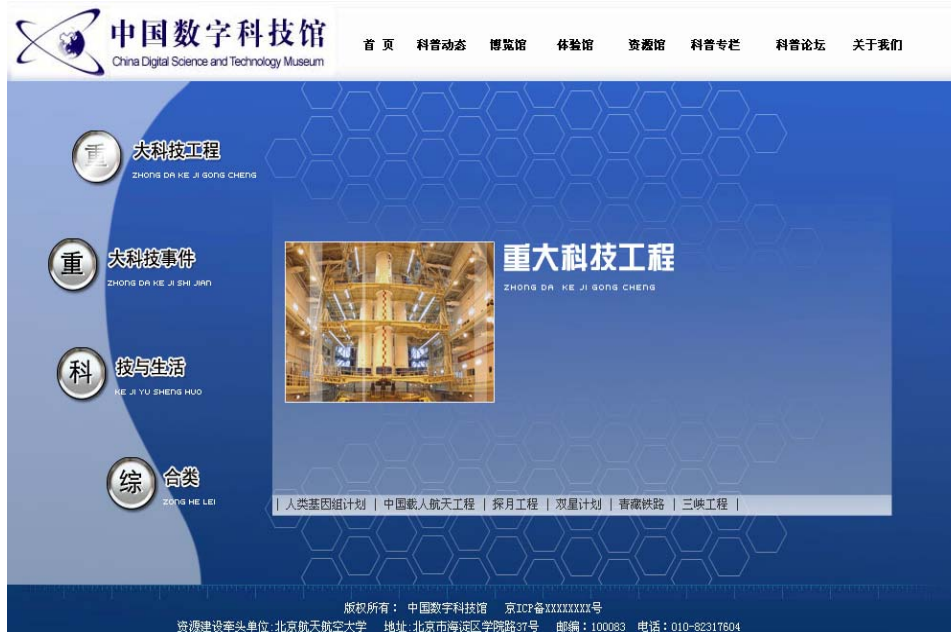 中国数字科技馆
China Digital Science and Technology Museum
首 页 科普动态 博览馆 体验馆 资源馆 科普专栏 科普论坛 关于我们
重大科技工程
ZHONG DA KE JI GONG CHENG
重大科技事件
ZHONG DA KE JI SHI JIAN
科技与生活
KE JI YU SHENG HUO
综合类
ZONG HE LEI
重大科技工程
ZHONG DA KE JI GONG CHENG
| 人类基因组计划 | 中国载人航天工程 | 探月工程 | 双星计划 | 青藏铁路 | 三峡工程 |
版权所有： 中国数字科技馆 京ICP备XXXXXXXX号
资源建设牵头单位:北京航天航空大学 地址:北京市海淀区学院路37号 邮编：100083 电话：010-82317604